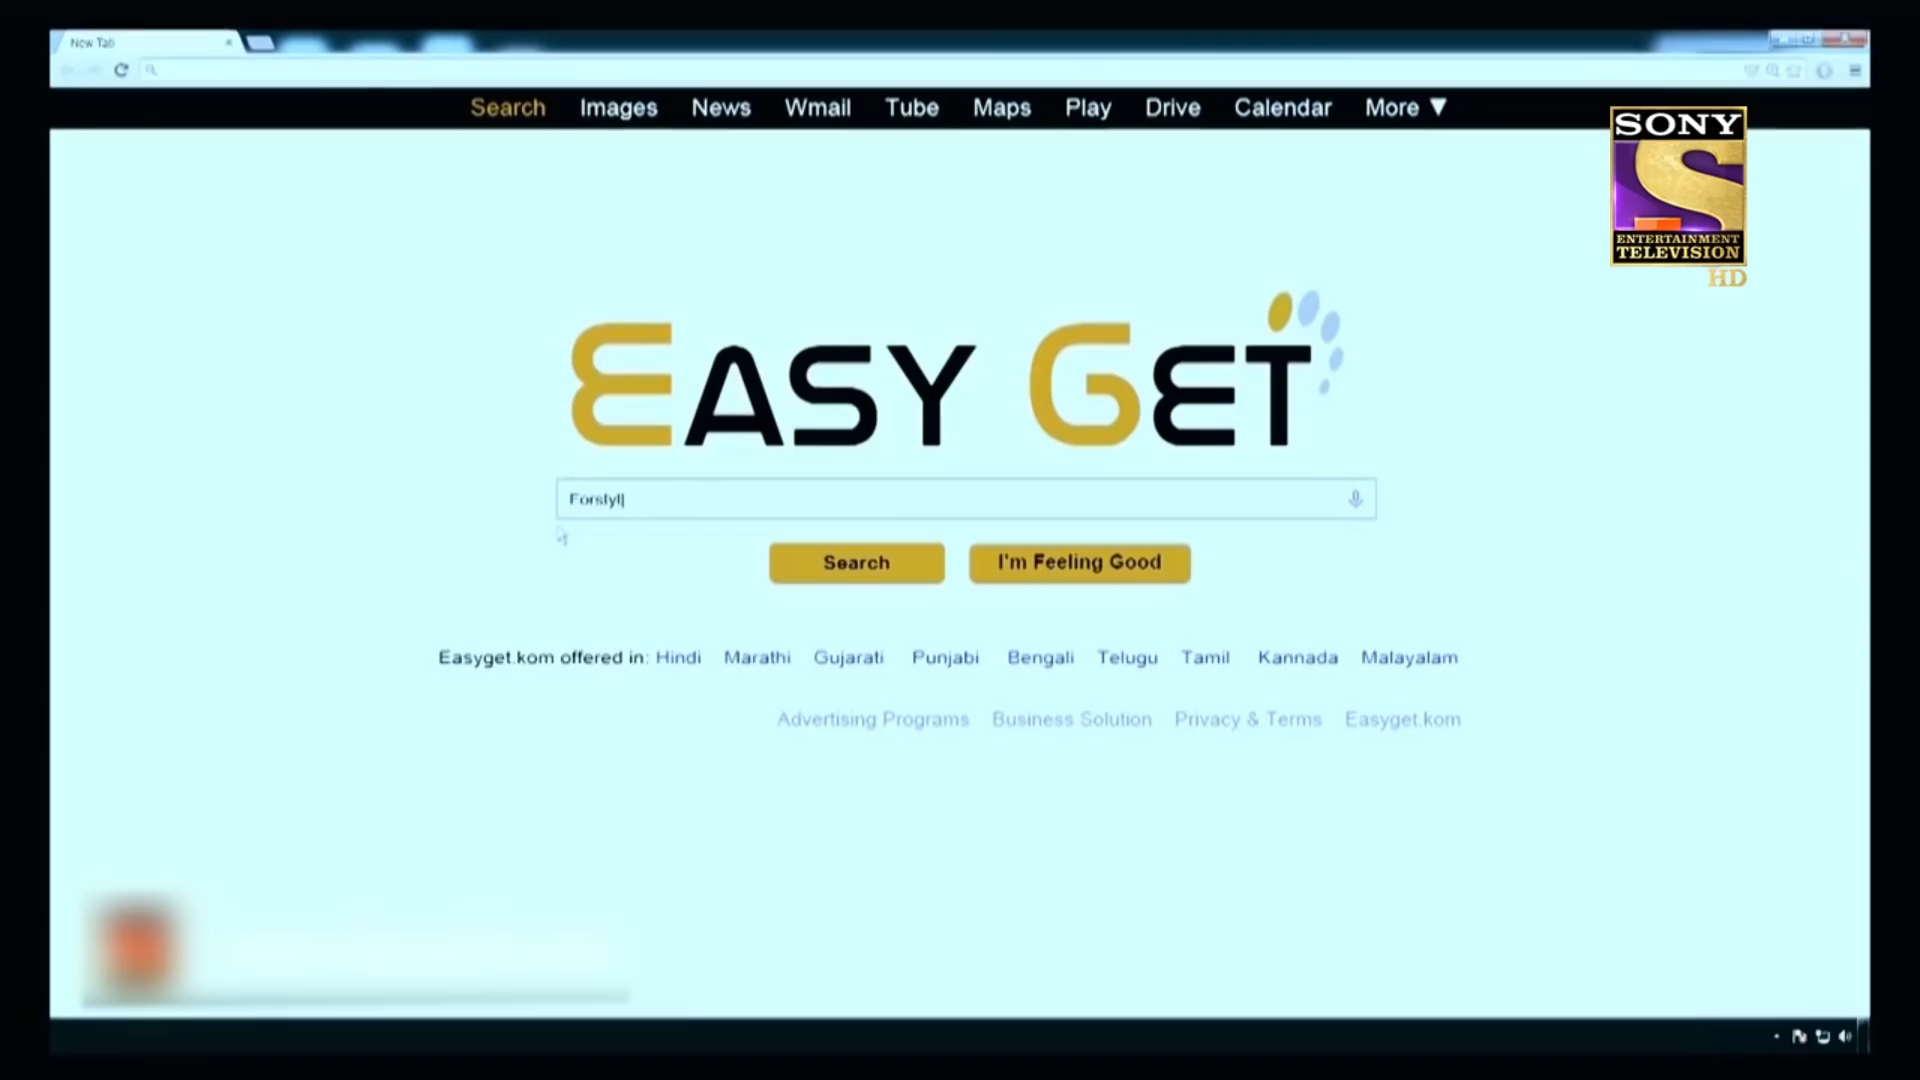 New Tab
Search Images News Wmail Tube Maps Play Drive Calendar More ▼
SONY
ENTERTAINMENT
TELEVISION
HD
EASY GET
Forstyl
Search I'm Feeling Good
Easyget.kom offered in: Hindi Marathi Gujarati Punjabi Bengali Telugu Tamil Kannada Malayalam
Advertising Programs Business Solution Privacy & Terms Easyget.kom